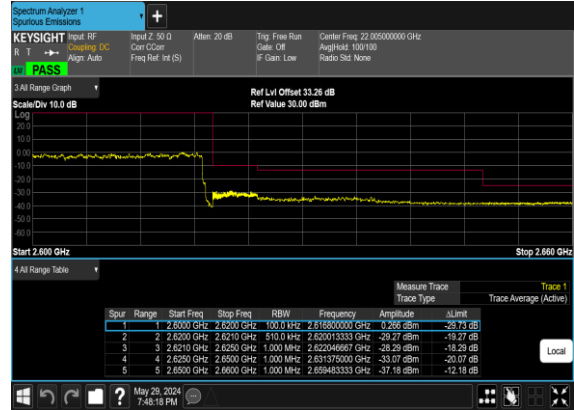 Spectrum Analyzer 1
Spurious Emissions
KEYSIGHT Input: RF Input Z: 50 Ω Atten: 20 dB Trig: Free Run Center Freq: 22.005000000 GHz
R T Coupling: DC Corr CCorr Gate: Off Avg|Hold: 100/100
Align: Auto Freq Ref: Int (S) IF Gain: Low Radio Std: None
PASS
3 All Range Graph
Ref Lvl Offset 33.26 dB
Scale/Div 10.0 dB Ref Value 30.00 dBm
Log
20.0
10.0
0.00
-10.0
-20.0
-30.0
-40.0
-50.0
-60.0
Start 2.600 GHz Stop 2.660 GHz
4 All Range Table
Measure Trace Trace 1
Trace Type Trace Average (Active)
Spur Range Start Freq Stop Freq RBW Frequency Amplitude ΔLimit
1 1 2.6000 GHz 2.6200 GHz 100.0 kHz 2.616800000 GHz 0.266 dBm -29.73 dB
2 2 2.6200 GHz 2.6210 GHz 510.0 kHz 2.620013333 GHz -29.27 dBm -19.27 dB
3 3 2.6210 GHz 2.6250 GHz 1.000 MHz 2.622046667 GHz -28.29 dBm -18.29 dB
4 4 2.6250 GHz 2.6500 GHz 1.000 MHz 2.631375000 GHz -33.07 dBm -20.07 dB
5 5 2.6500 GHz 2.6600 GHz 1.000 MHz 2.659483333 GHz -37.18 dBm -12.18 dB
Local
?
May 29, 2024
7:48:18 PM